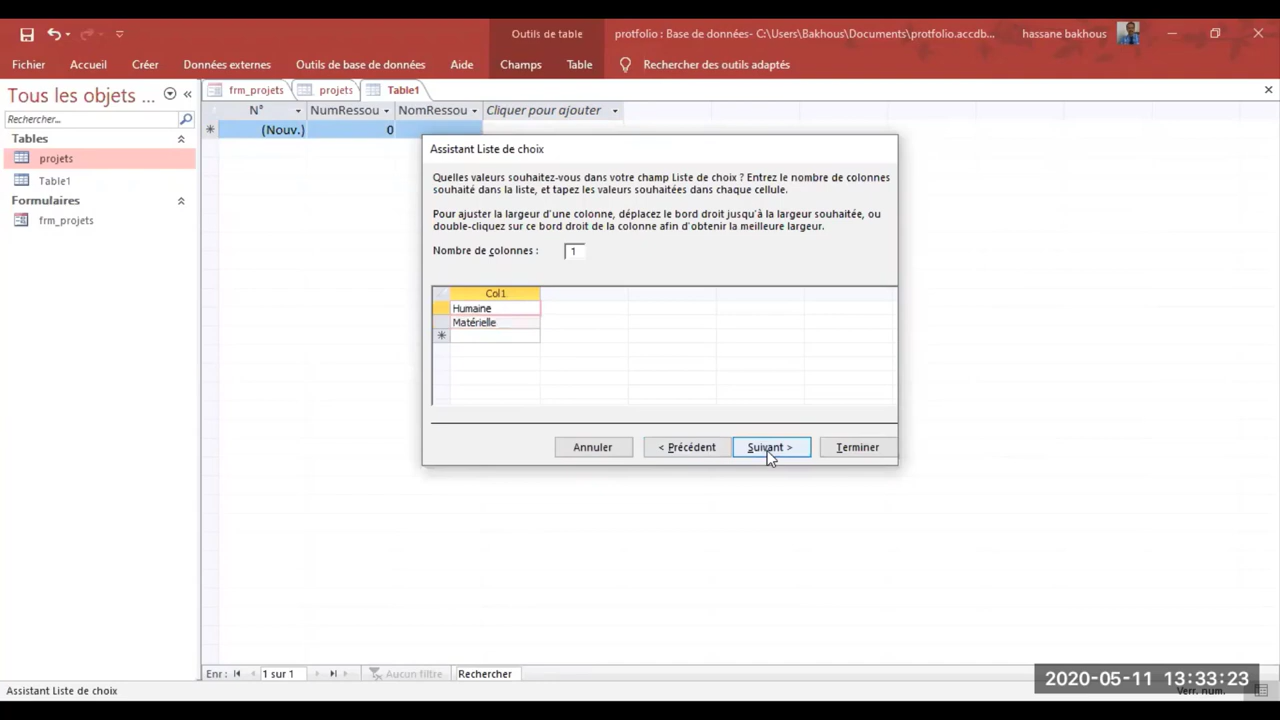 Outils de table
protfolio : Base de données- C:\Users\Bakhous\Documents\protfolio.accdb...
hassane bakhous
Fichier
Accueil
Créer
Données externes
Outils de base de données
Aide
Champs
Table
Rechercher des outils adaptés
Tous les objets ...
Rechercher...
Tables
projets
Table1
Formulaires
frm_projets
frm_projets
projets
Table1
N°
NumRessou
NomRessou
Cliquer pour ajouter
(Nouv.)
0
Assistant Liste de choix
Quelles valeurs souhaitez-vous dans votre champ Liste de choix ? Entrez le nombre de colonnes
souhaité dans la liste, et tapez les valeurs souhaitées dans chaque cellule.
Pour ajuster la largeur d'une colonne, déplacez le bord droit jusqu'à la largeur souhaitée, ou
double-cliquez sur ce bord droit de la colonne afin d'obtenir la meilleure largeur.
Nombre de colonnes :
1
Col1
Humaine
Matérielle
Annuler
< Précédent
Suivant >
Terminer
Enr :
1 sur 1
Aucun filtre
Rechercher
2020-05-11 13:33:23
Assistant Liste de choix
Verr. num.